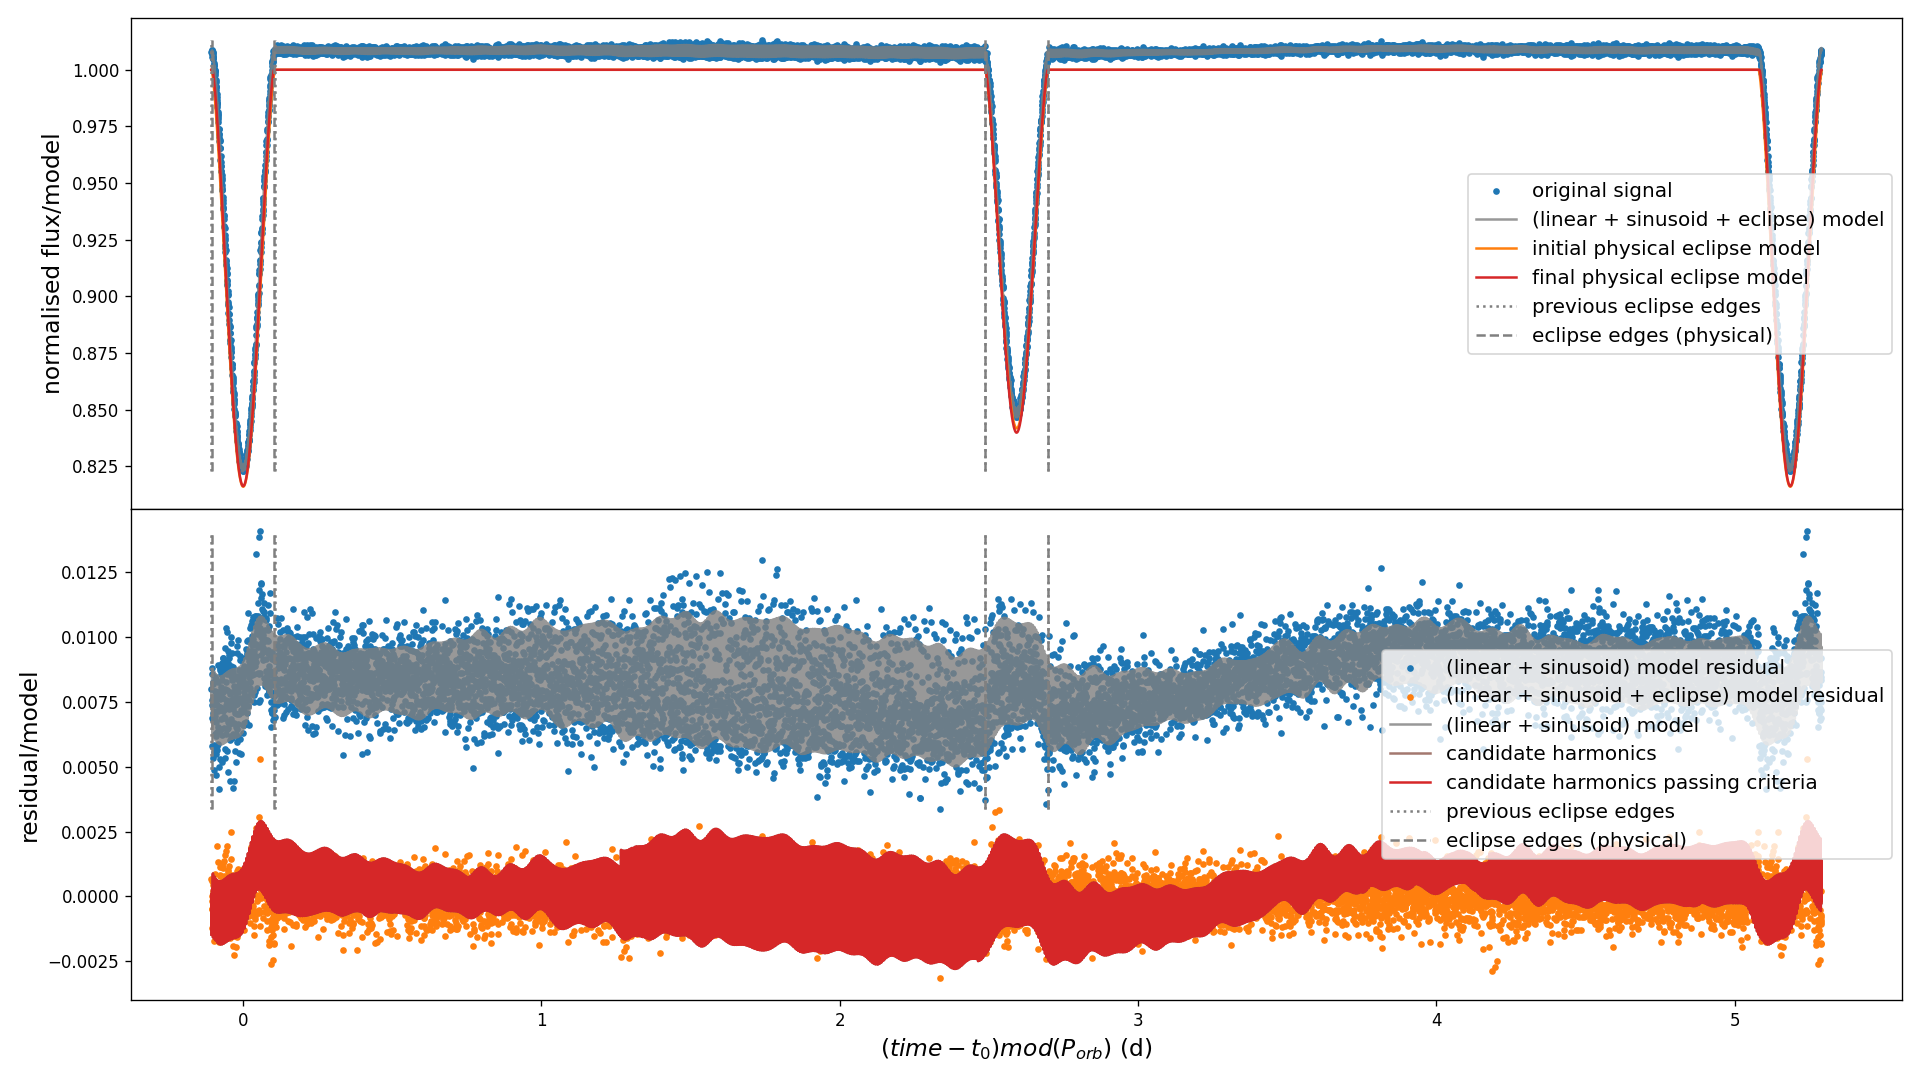 normalised flux/model
1.000
0.975
0.950
0.925
0.900
0.875
0.850
0.825
original signal
(linear + sinusoid + eclipse) model
initial physical eclipse model
final physical eclipse model
previous eclipse edges
eclipse edges (physical)
residual/model
0.0125
0.0100
0.0075
0.0050
0.0025
0.0000
−0.0025
(linear + sinusoid) model residual
(linear + sinusoid + eclipse) model residual
(linear + sinusoid) model
candidate harmonics
candidate harmonics passing criteria
previous eclipse edges
eclipse edges (physical)
0 1 2 3 4 5
(time − t₀)mod(Pₒᵣb) (d)